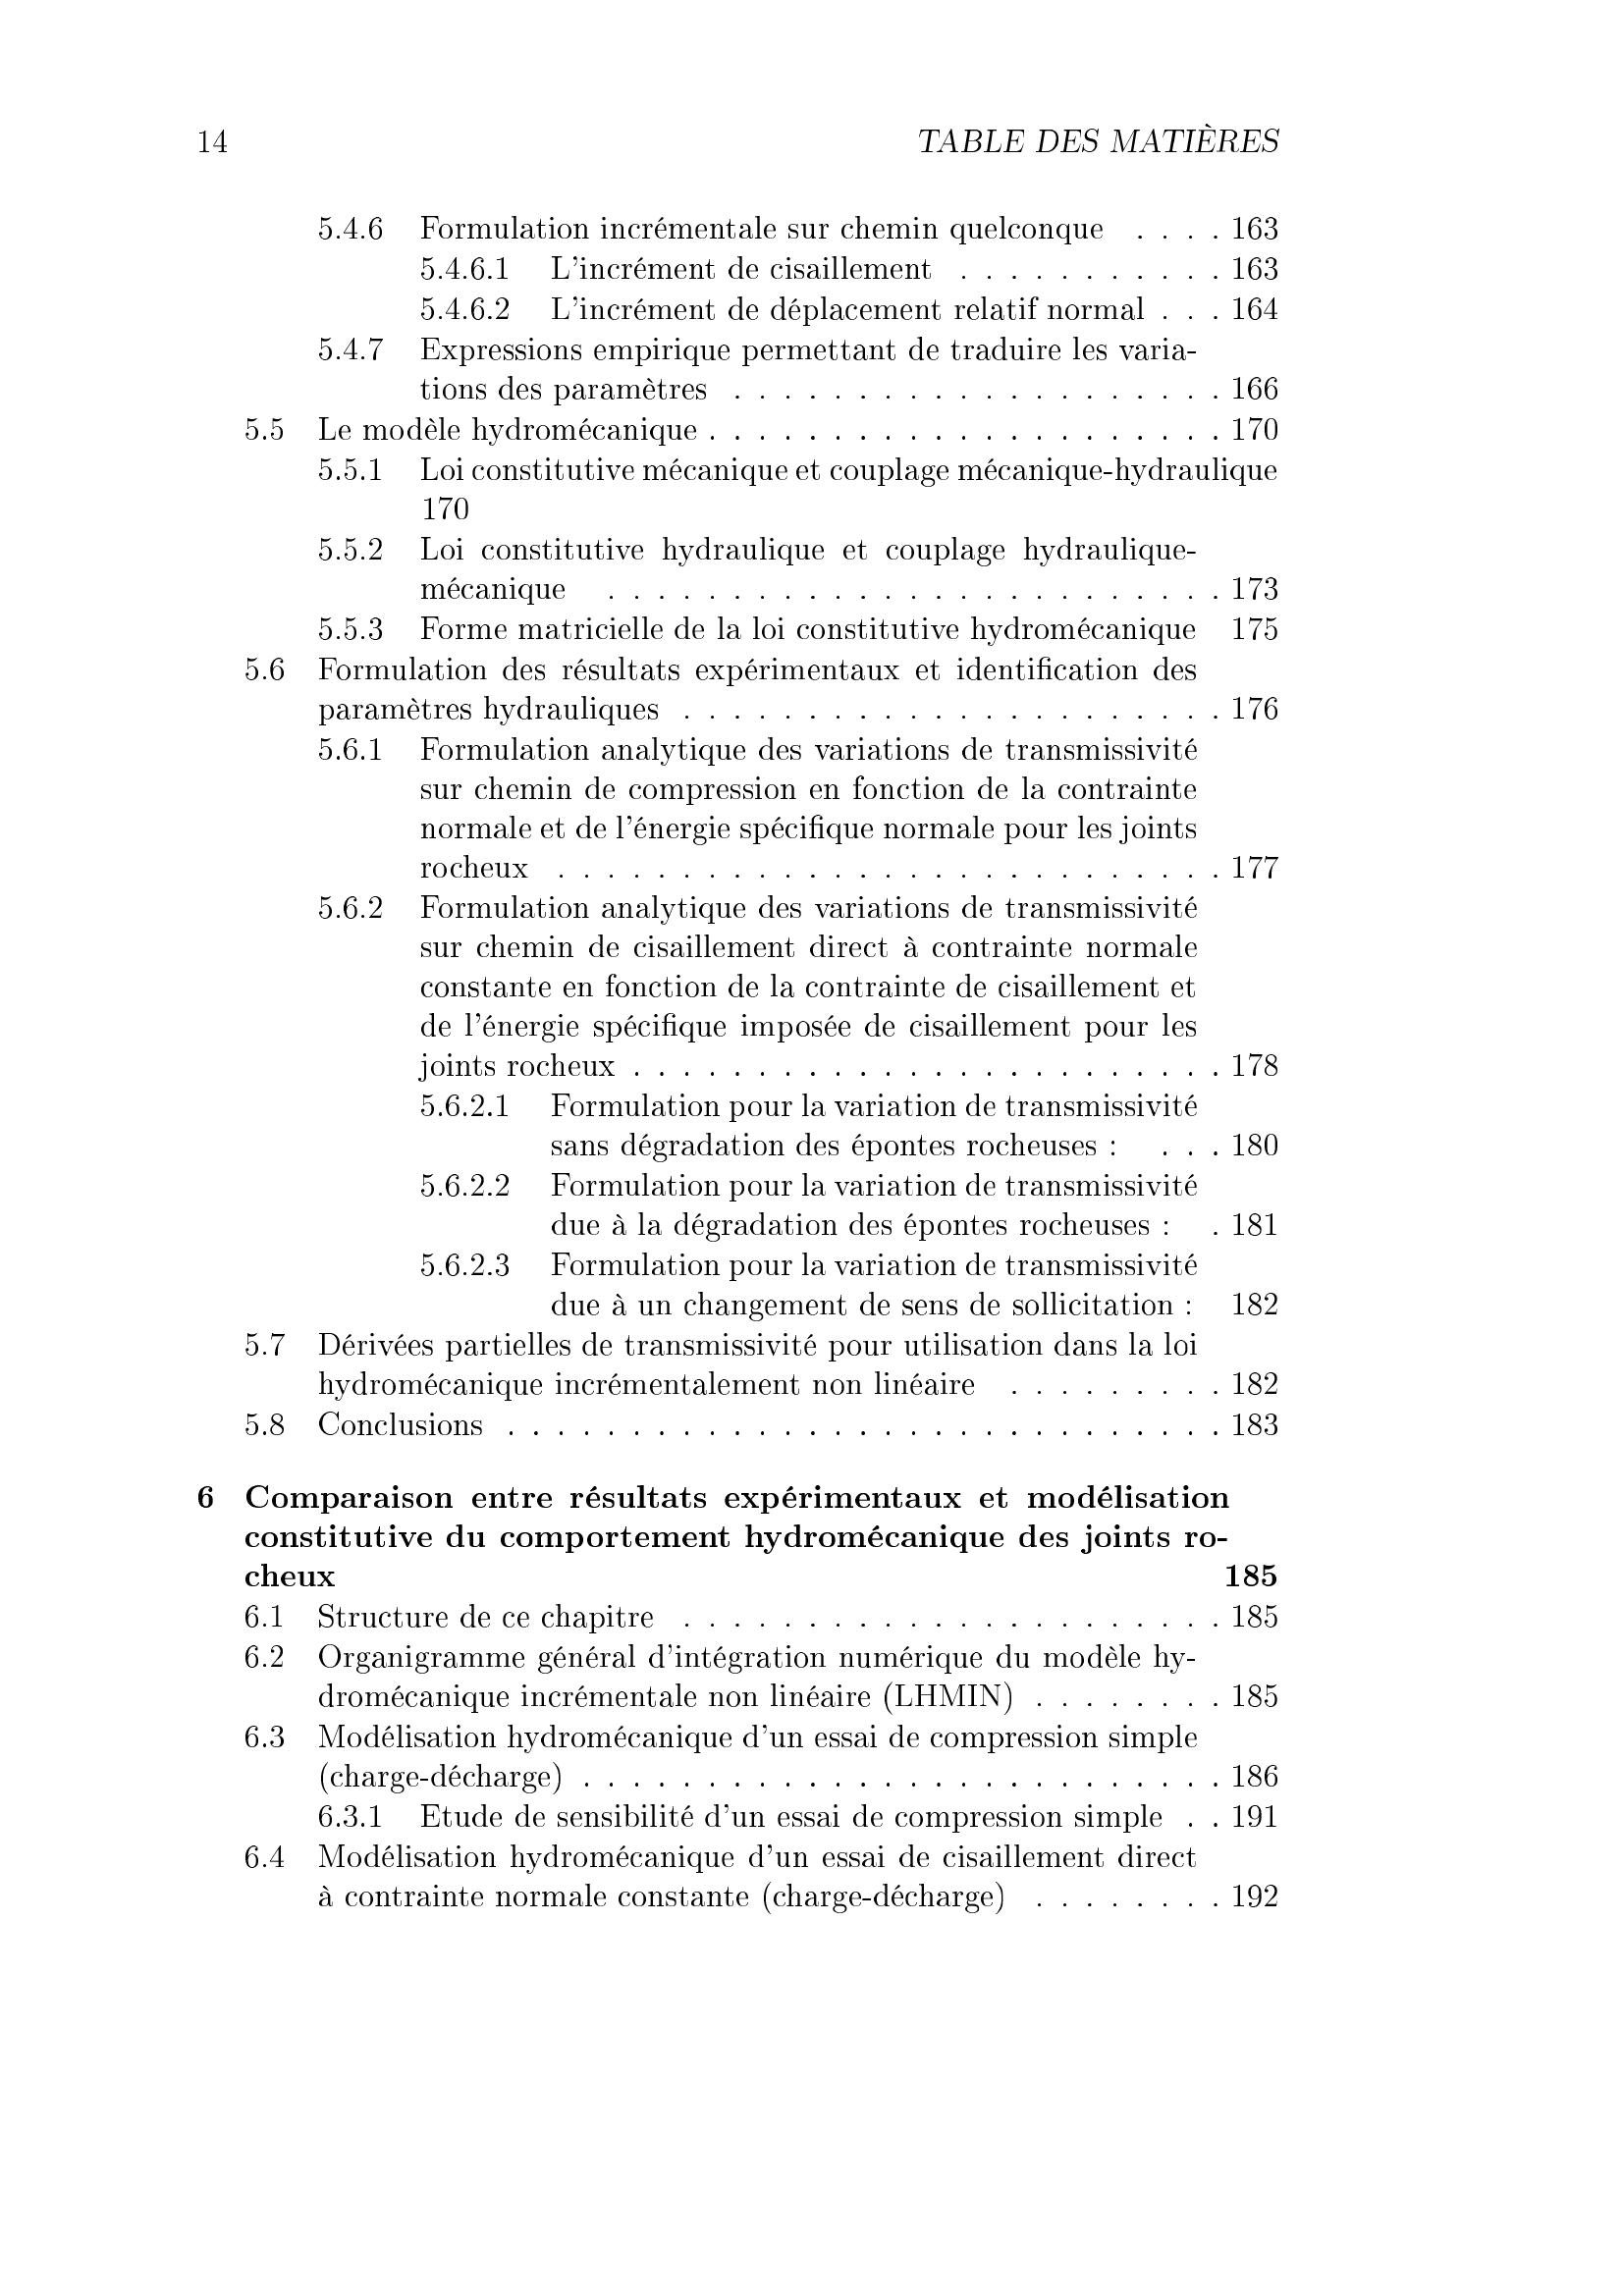 14 TABLE DES MATIÈRES
5.4.6 Formulation incrémentale sur chemin quelconque . . . . 163
5.4.6.1 L'incrément de cisaillement . . . . . . . . . . . 163
5.4.6.2 L'incrément de déplacement relatif normal . . . 164
5.4.7 Expressions empirique permettant de traduire les varia-
tions des paramètres . . . . . . . . . . . . . . . . . . . . 166
5.5 Le modèle hydromécanique . . . . . . . . . . . . . . . . . . . . . 170
5.5.1 Loi constitutive mécanique et couplage mécanique-hydraulique
170
5.5.2 Loi constitutive hydraulique et couplage hydraulique-
mécanique . . . . . . . . . . . . . . . . . . . . . . . . . 173
5.5.3 Forme matricielle de la loi constitutive hydromécanique 175
5.6 Formulation des résultats expérimentaux et identification des
paramètres hydrauliques . . . . . . . . . . . . . . . . . . . . . . 176
5.6.1 Formulation analytique des variations de transmissivité
sur chemin de compression en fonction de la contrainte
normale et de l'énergie spécifique normale pour les joints
rocheux . . . . . . . . . . . . . . . . . . . . . . . . . . . 177
5.6.2 Formulation analytique des variations de transmissivité
sur chemin de cisaillement direct à contrainte normale
constante en fonction de la contrainte de cisaillement et
de l'énergie spécifique imposée de cisaillement pour les
joints rocheux . . . . . . . . . . . . . . . . . . . . . . . . 178
5.6.2.1 Formulation pour la variation de transmissivité
sans dégradation des épontes rocheuses : . . . 180
5.6.2.2 Formulation pour la variation de transmissivité
due à la dégradation des épontes rocheuses : . 181
5.6.2.3 Formulation pour la variation de transmissivité
due à un changement de sens de sollicitation : 182
5.7 Dérivées partielles de transmissivité pour utilisation dans la loi
hydromécanique incrémentalement non linéaire . . . . . . . . . 182
5.8 Conclusions . . . . . . . . . . . . . . . . . . . . . . . . . . . . . 183
6 Comparaison entre résultats expérimentaux et modélisation
constitutive du comportement hydromécanique des joints ro-
cheux 185
6.1 Structure de ce chapitre . . . . . . . . . . . . . . . . . . . . . . 185
6.2 Organigramme général d'intégration numérique du modèle hy-
dromécanique incrémentale non linéaire (LHMIN) . . . . . . . . 185
6.3 Modélisation hydromécanique d'un essai de compression simple
(charge-décharge) . . . . . . . . . . . . . . . . . . . . . . . . . . 186
6.3.1 Etude de sensibilité d'un essai de compression simple . . 191
6.4 Modélisation hydromécanique d'un essai de cisaillement direct
à contrainte normale constante (charge-décharge) . . . . . . . . 192